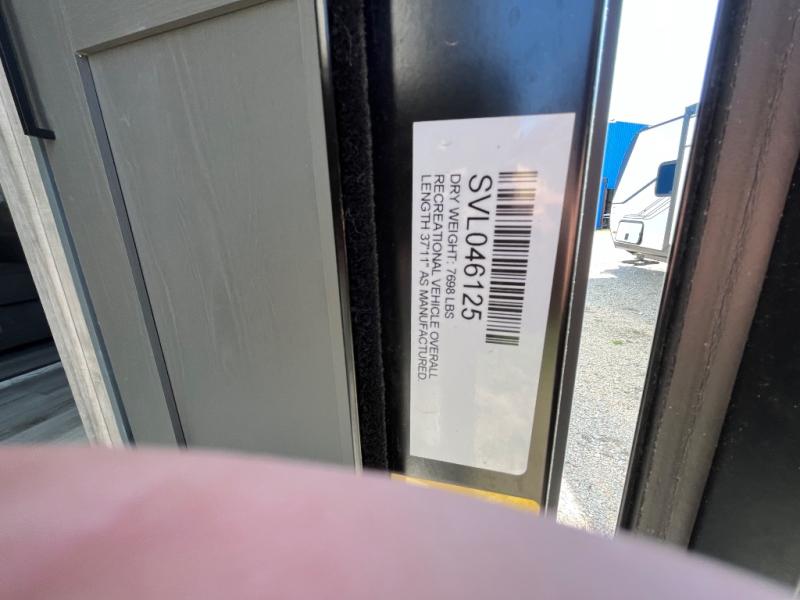 SVL046125
DRY WEIGHT: 7698 LBS
RECREATIONAL VEHICLE OVERALL
LENGTH 37'11" AS MANUFACTURED.